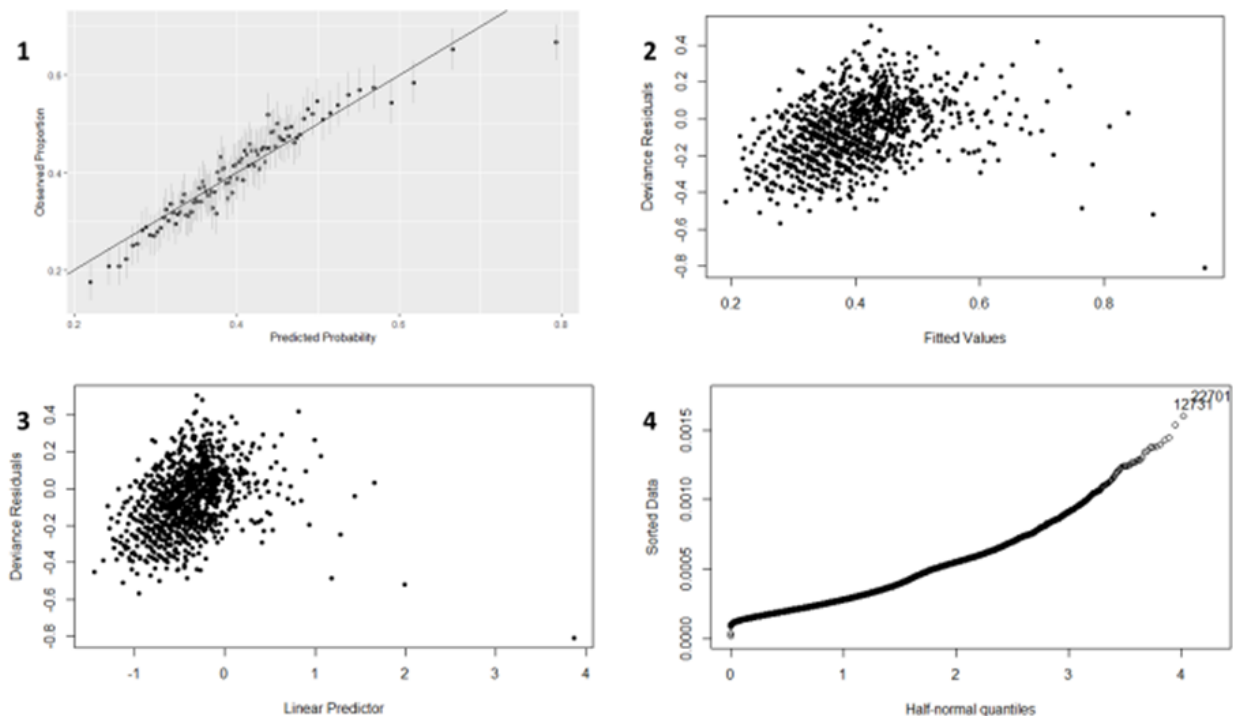 1
Observed Proportion
0.6
0.4
0.2
0.2 0.4 0.6 0.8
Predicted Probability
2
Deviance Residuals
0.4
0.2
0.0
-0.2
-0.4
-0.6
-0.8
0.2 0.4 0.6 0.8
Fitted Values
3
Deviance Residuals
0.4
0.2
0.0
-0.2
-0.4
-0.6
-0.8
-1 0 1 2 3 4
Linear Predictor
4
Sorted Data
0.0015
0.0010
0.0005
0.0000
22701
12731
0 1 2 3 4
Half-normal quantiles